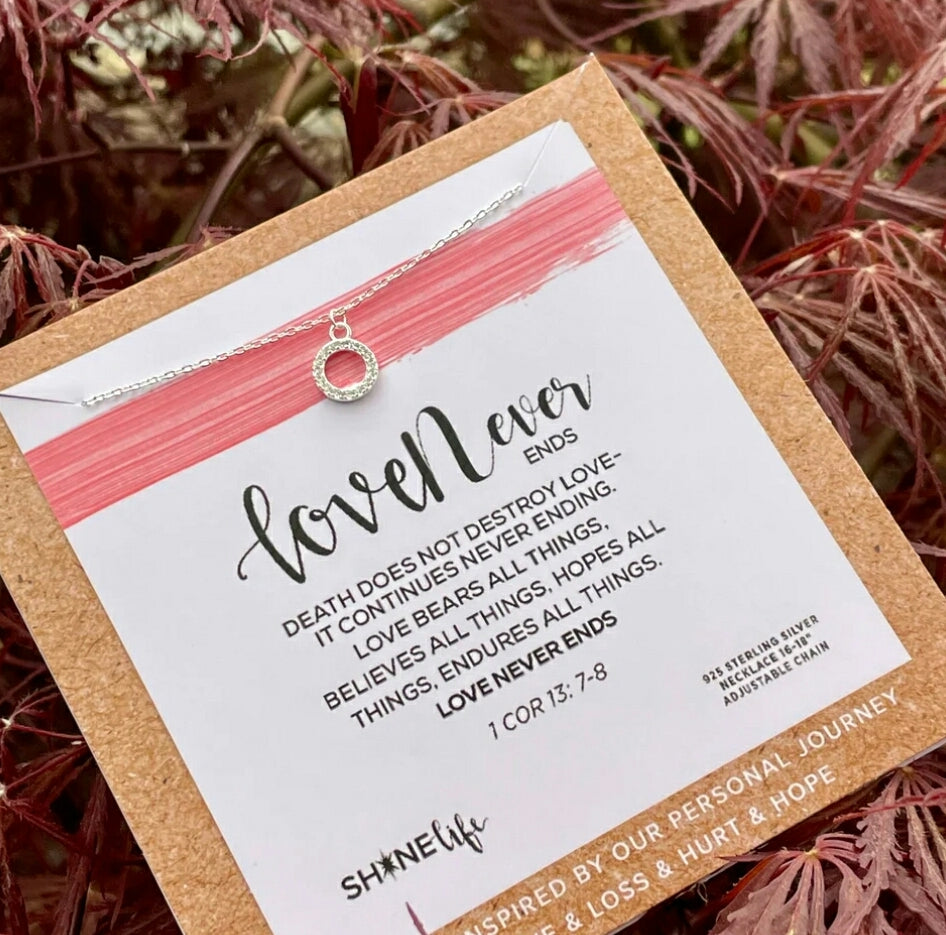 loveNever
ENDS
DEATH DOES NOT DESTROY LOVE-
IT CONTINUES NEVER ENDING.
LOVE BEARS ALL THINGS,
BELIEVES ALL THINGS, HOPES ALL
THINGS, ENDURES ALL THINGS.
LOVE NEVER ENDS
1 COR 13: 7-8
925 STERLING SILVER
NECKLACE 16-18"
ADJUSTABLE CHAIN
SHINE life
INSPIRED BY OUR PERSONAL JOURNEY
& LOSS & HURT & HOPE